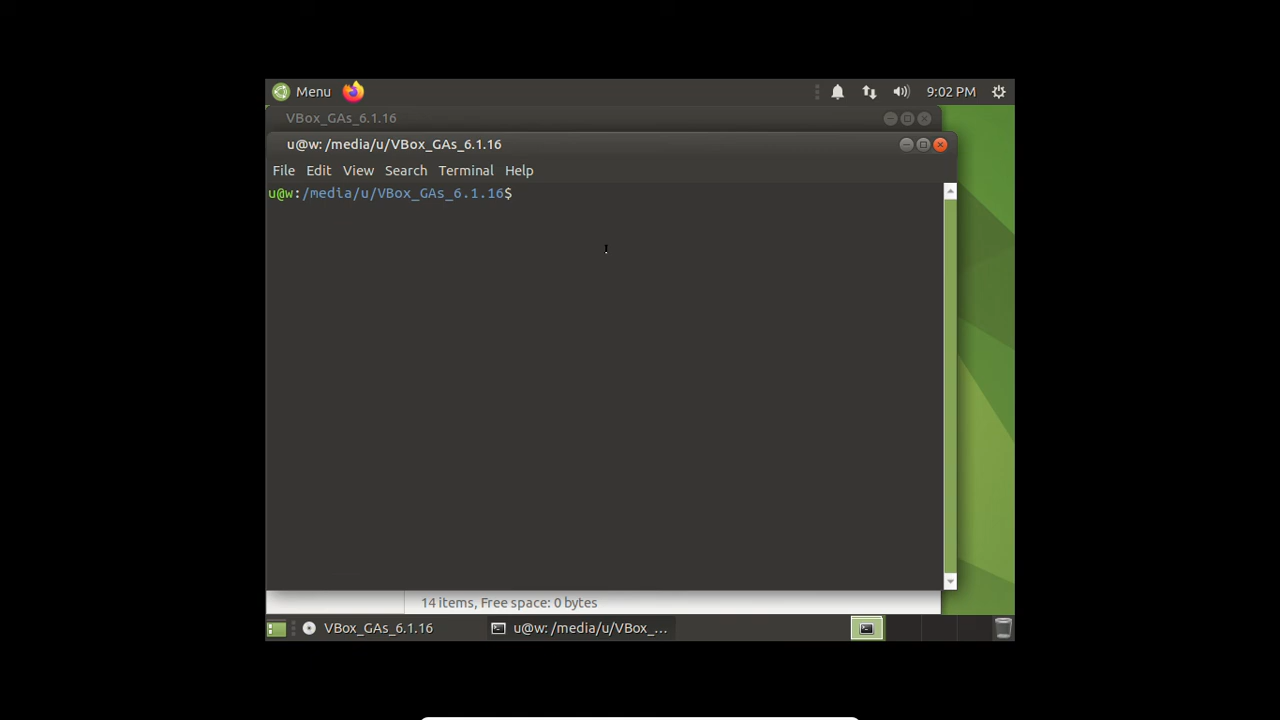 Menu
9:02 PM
VBox_GAs_6.1.16
u@w: /media/u/VBox_GAs_6.1.16
File Edit View Search Terminal Help
u@w:/media/u/VBox_GAs_6.1.16$
14 items, Free space: 0 bytes
VBox_GAs_6.1.16
u@w: /media/u/VBox_...